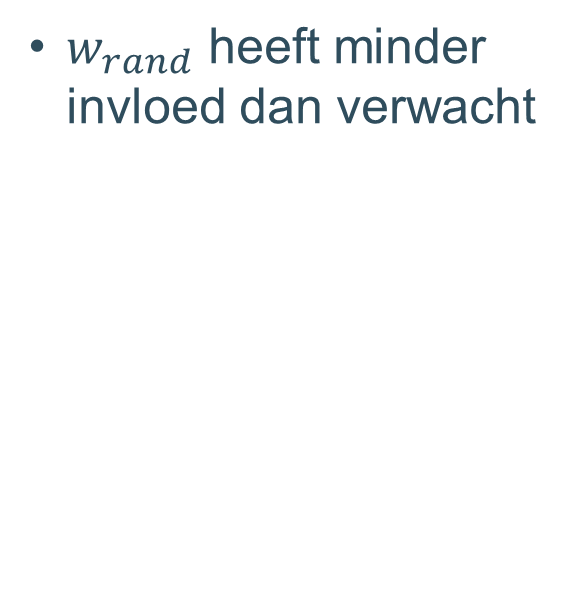 • w_rand heeft minder
invloed dan verwacht